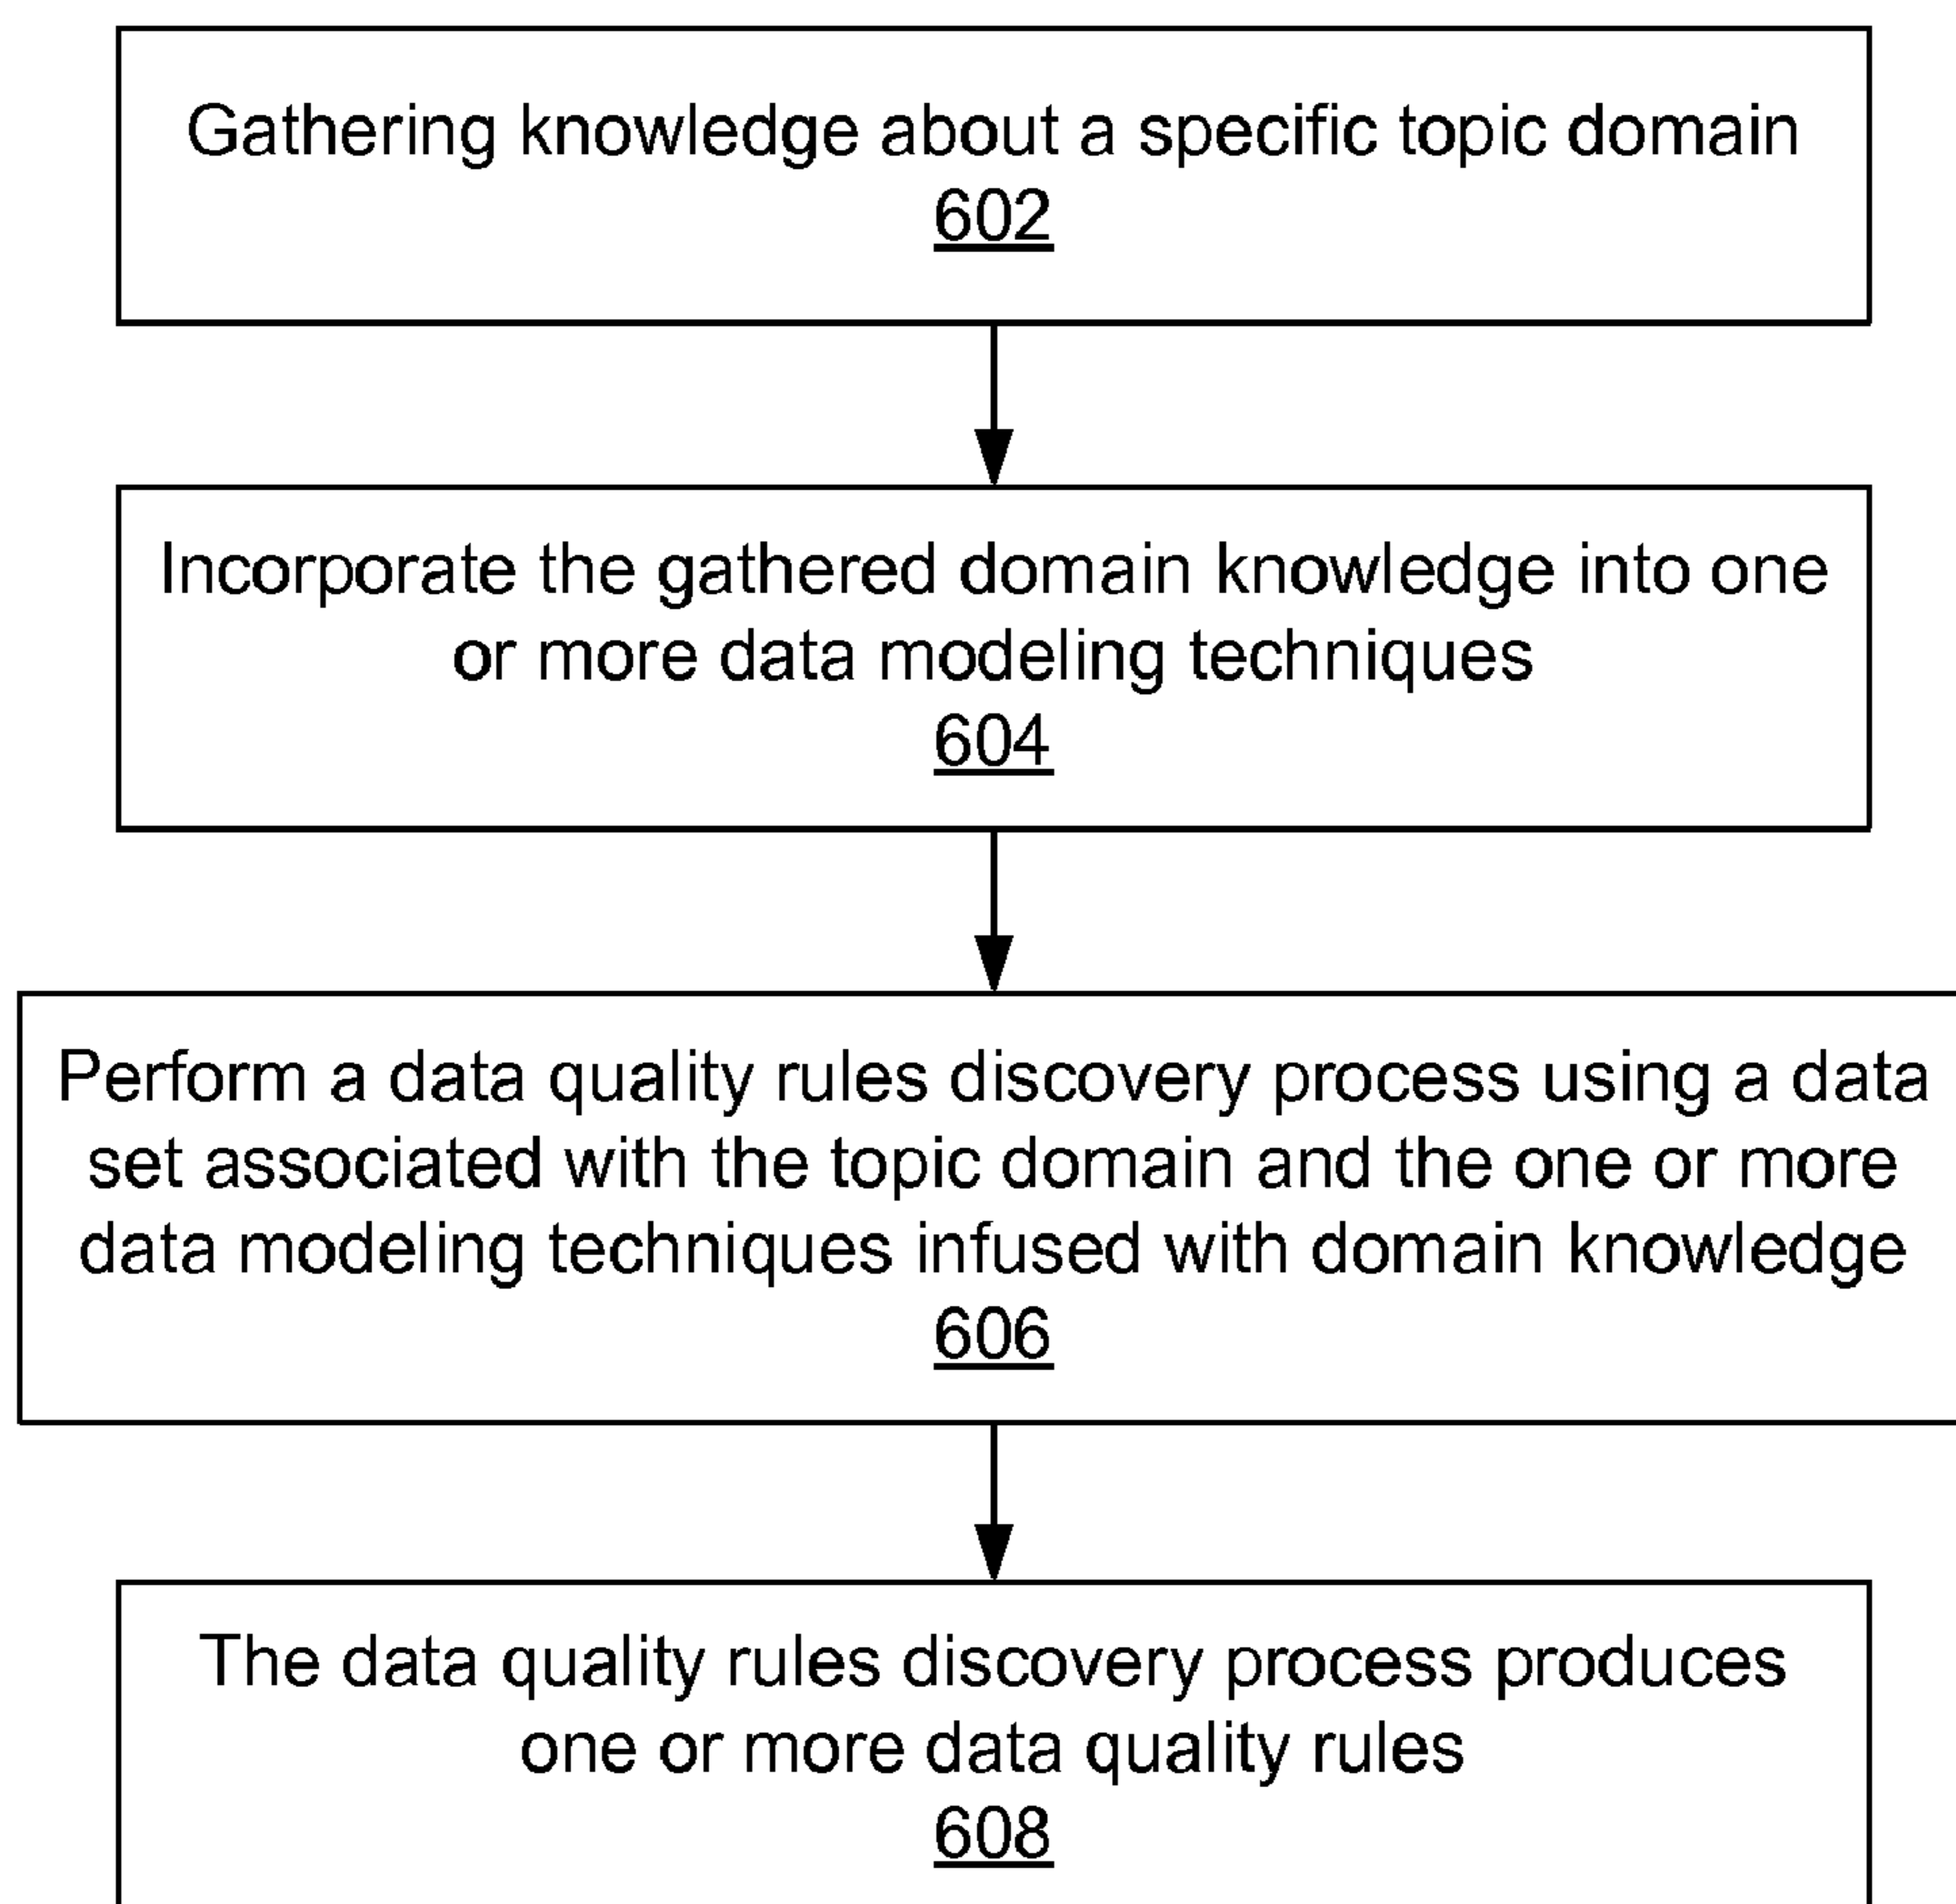 Gathering knowledge about a specific topic domain
602
Incorporate the gathered domain knowledge into one
or more data modeling techniques
604
Perform a data quality rules discovery process using a data
set associated with the topic domain and the one or more
data modeling techniques infused with domain knowledge
606
The data quality rules discovery process produces
one or more data quality rules
608